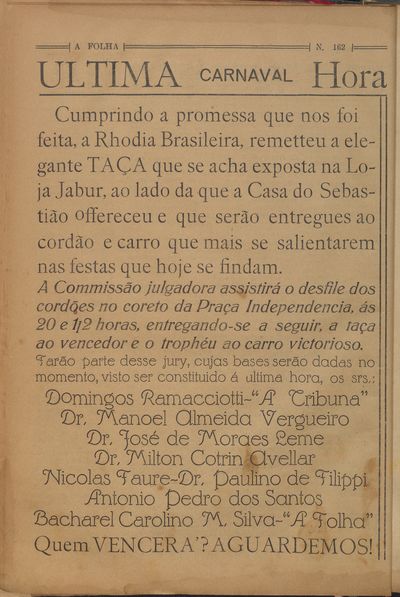 A FOLHA N. 162
ULTIMA CARNAVAL Hora
Cumprindo a promessa que nos foi
feita, a Rhodia Brasileira, remetteu a ele-
gante TAÇA que se acha exposta na Lo-
ja Jabur, ao lado da que a Casa do Sebas-
tião offereceu e que serão entregues ao
cordão e carro que mais se salientarem
nas festas que hoje se findam.
A Commissão julgadora assistirá o desfile dos
cordões no coreto da Praça Independencia, ás
20 e 1|2 horas, entregando-se a seguir, a taça
ao vencedor e o trophéu ao carro victorioso.
Farão parte desse jury, cujas bases serão dadas no
momento, visto ser constituido á ultima hora, os srs.:
Domingos Ramacciotti-"A Tribuna"
Dr. Manoel Almeida Vergueiro
Dr. José de Moraes Leme
Dr. Milton Cotrin Avellar
Nicolas Faure-Dr. Paulino de Filippi
Antonio Pedro dos Santos
Bacharel Carolino M. Silva-"A Folha"
Quem VENCERA'? AGUARDEMOS!